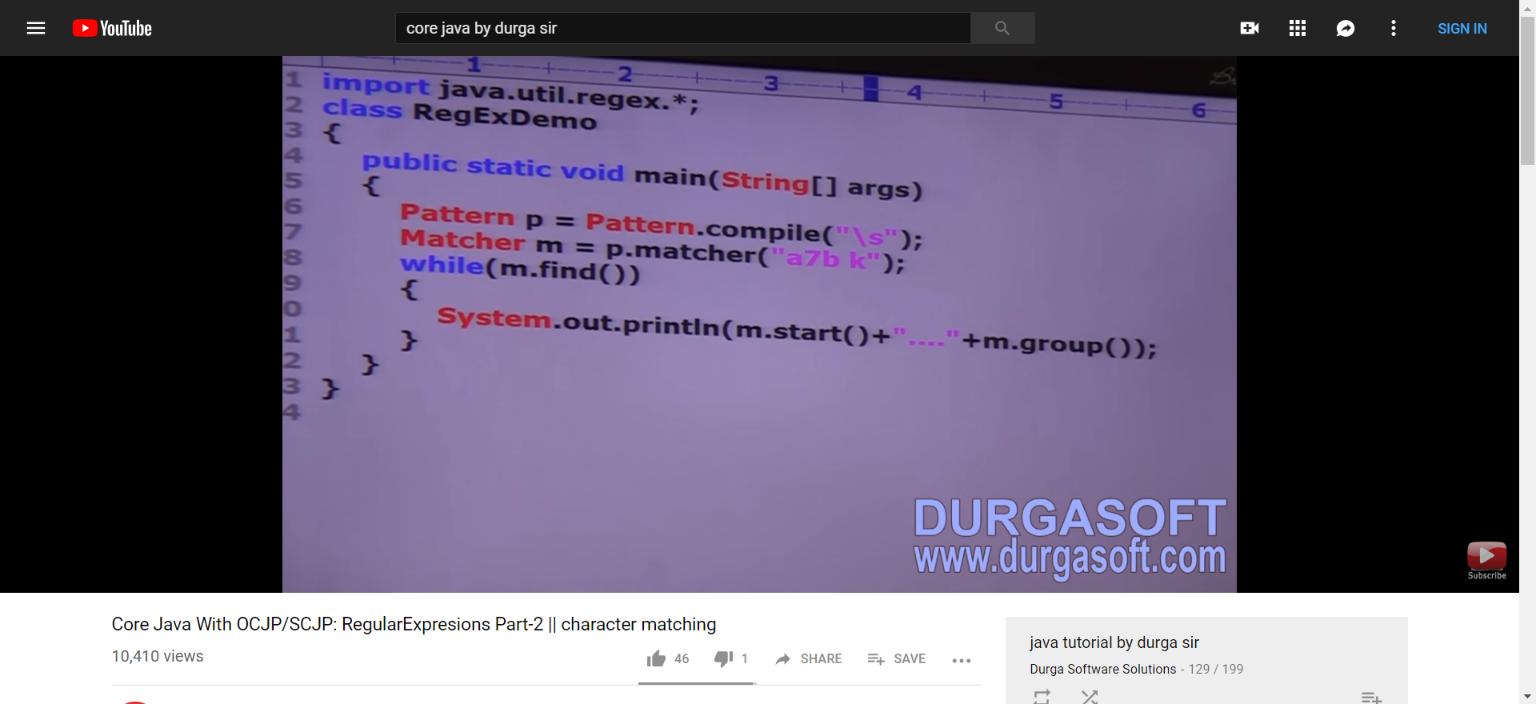 YouTube
core java by durga sir
SIGN IN
1 2 3 4 5 6
1 import java.util.regex.*;
2 class RegExDemo
3 {
4 public static void main(String[] args)
5 {
6 Pattern p = Pattern.compile("\s");
7 Matcher m = p.matcher("a7b k");
8 while(m.find())
9 {
0 System.out.println(m.start()+"...."+m.group());
1 }
2 }
3 }
4
DURGASOFT
www.durgasoft.com
Subscribe
Core Java With OCJP/SCJP: RegularExpresions Part-2 || character matching
10,410 views
46 1 SHARE SAVE
java tutorial by durga sir
Durga Software Solutions - 129 / 199